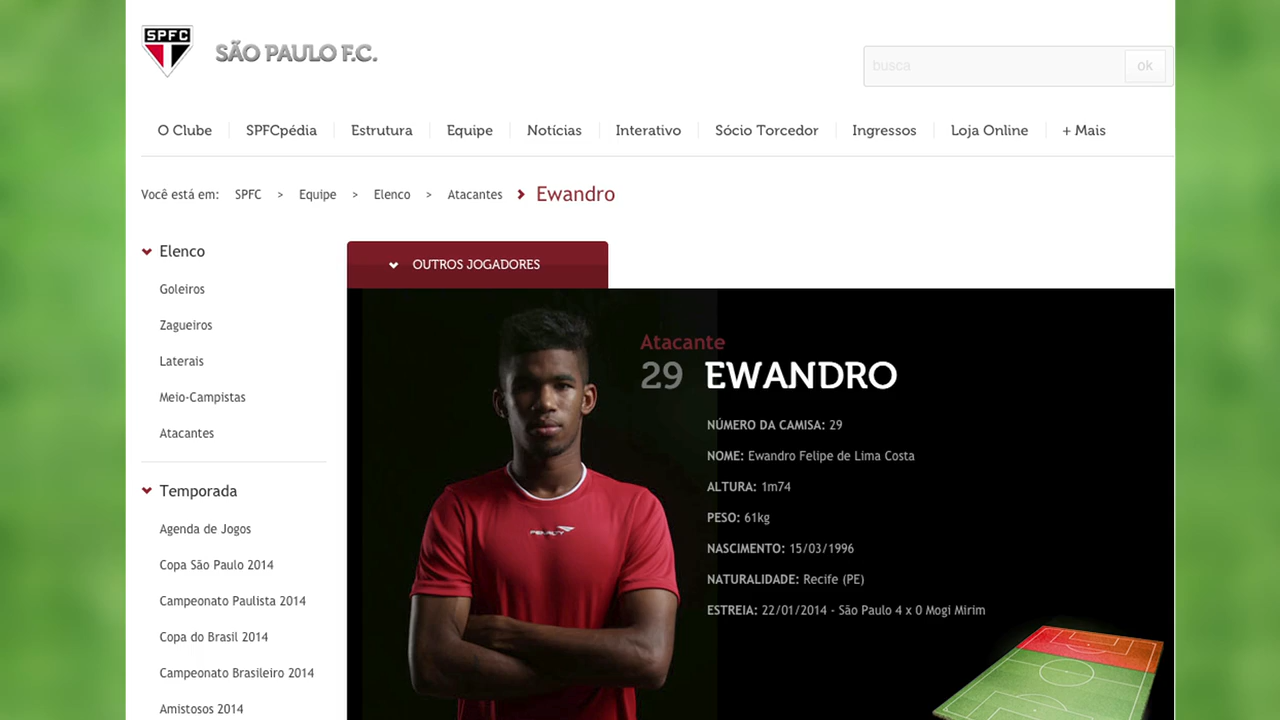 SPFC
SÃO PAULO F.C.
busca
ok
O Clube
SPFCpédia
Estrutura
Equipe
Notícias
Interativo
Sócio Torcedor
Ingressos
Loja Online
+ Mais
Você está em: SPFC > Equipe > Elenco > Atacantes > Ewandro
Elenco
Goleiros
Zagueiros
Laterais
Meio-Campistas
Atacantes
Temporada
Agenda de Jogos
Copa São Paulo 2014
Campeonato Paulista 2014
Copa do Brasil 2014
Campeonato Brasileiro 2014
Amistosos 2014
OUTROS JOGADORES
Atacante
29 EWANDRO
NÚMERO DA CAMISA: 29
NOME: Ewandro Felipe de Lima Costa
ALTURA: 1m74
PESO: 61kg
NASCIMENTO: 15/03/1996
NATURALIDADE: Recife (PE)
ESTREIA: 22/01/2014 - São Paulo 4 x 0 Mogi Mirim
PENALTY